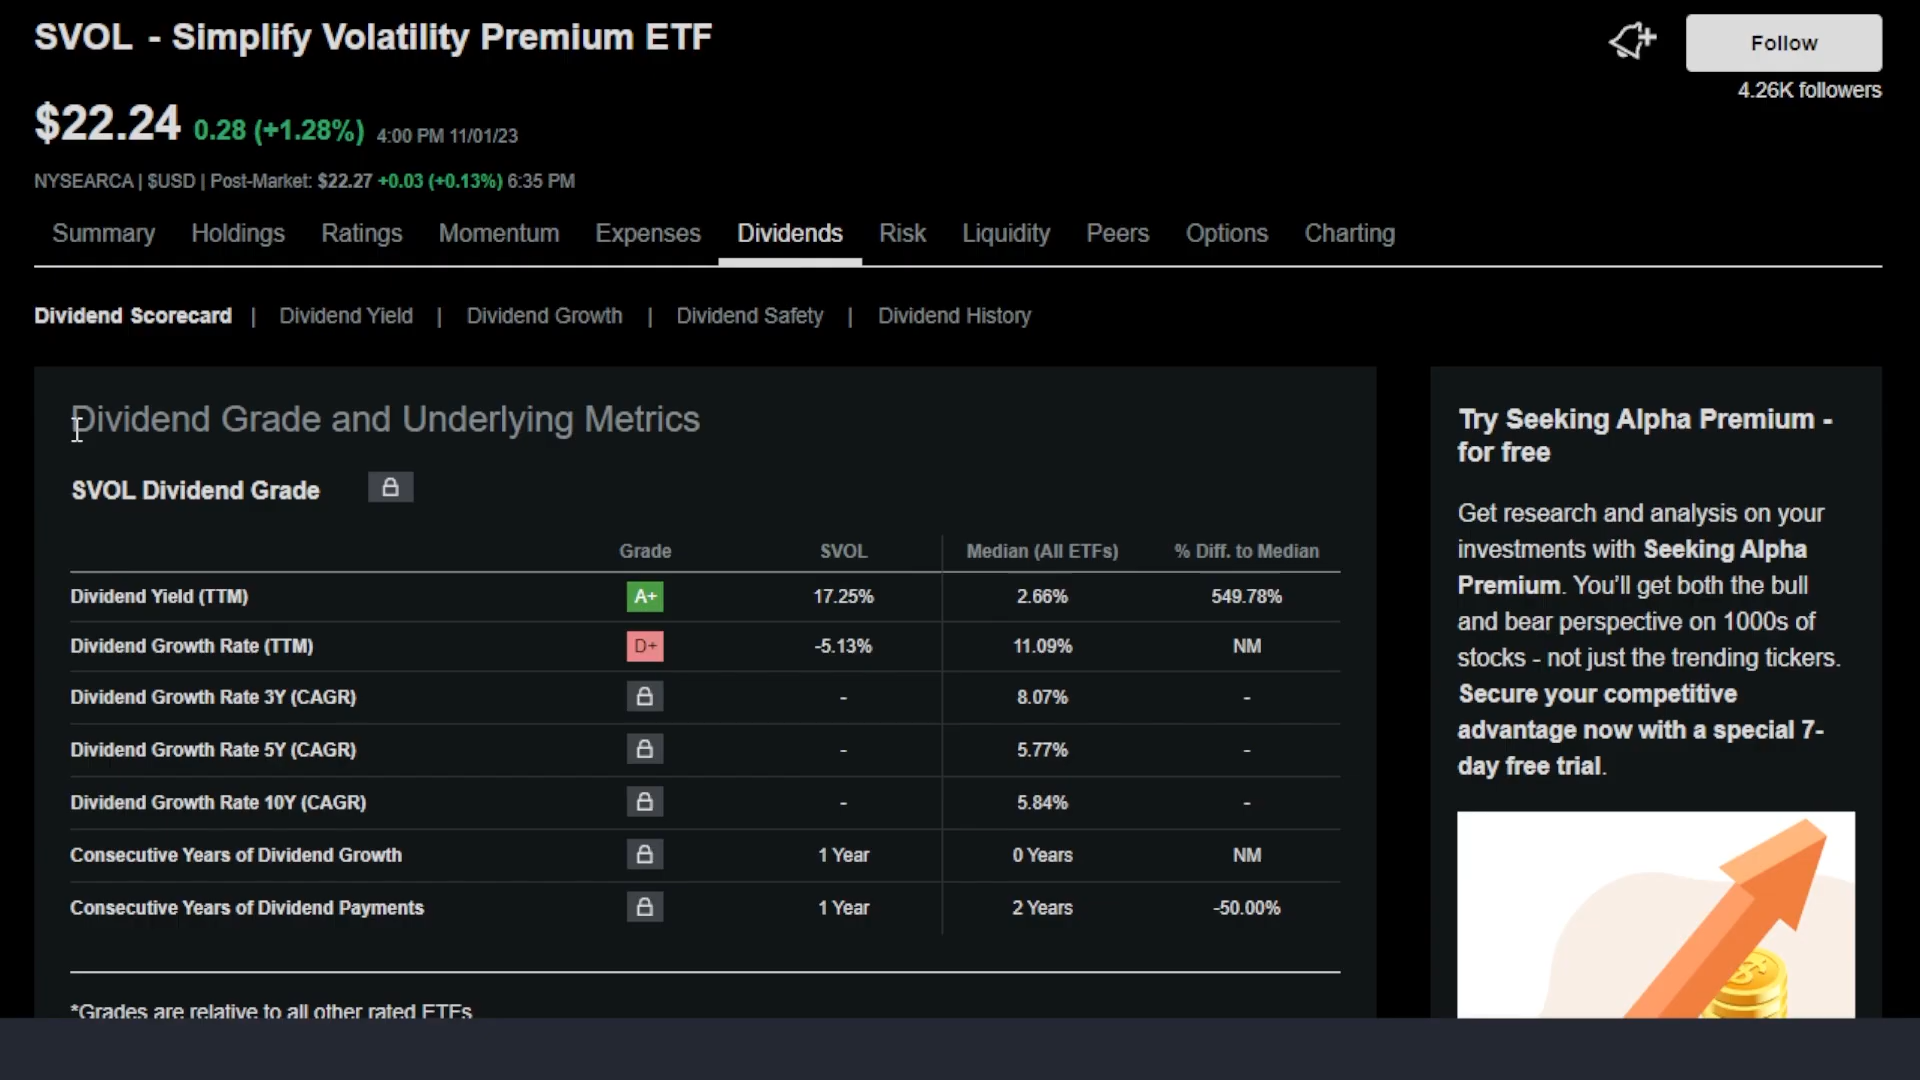 SVOL - Simplify Volatility Premium ETF
Follow
4.26K followers
$22.24 0.28 (+1.28%) 4:00 PM 11/01/23
NYSEARCA | $USD | Post-Market: $22.27 +0.03 (+0.13%) 6:35 PM
Summary Holdings Ratings Momentum Expenses Dividends Risk Liquidity Peers Options Charting
Dividend Scorecard | Dividend Yield | Dividend Growth | Dividend Safety | Dividend History
Dividend Grade and Underlying Metrics
SVOL Dividend Grade
Grade SVOL Median (All ETFs) % Diff. to Median
Dividend Yield (TTM) A+ 17.25% 2.66% 549.78%
Dividend Growth Rate (TTM) D+ -5.13% 11.09% NM
Dividend Growth Rate 3Y (CAGR) - 8.07% -
Dividend Growth Rate 5Y (CAGR) - 5.77% -
Dividend Growth Rate 10Y (CAGR) - 5.84% -
Consecutive Years of Dividend Growth 1 Year 0 Years NM
Consecutive Years of Dividend Payments 1 Year 2 Years -50.00%
*Grades are relative to all other rated ETFs
Try Seeking Alpha Premium -
for free
Get research and analysis on your
investments with Seeking Alpha
Premium. You'll get both the bull
and bear perspective on 1000s of
stocks - not just the trending tickers.
Secure your competitive
advantage now with a special 7-
day free trial.